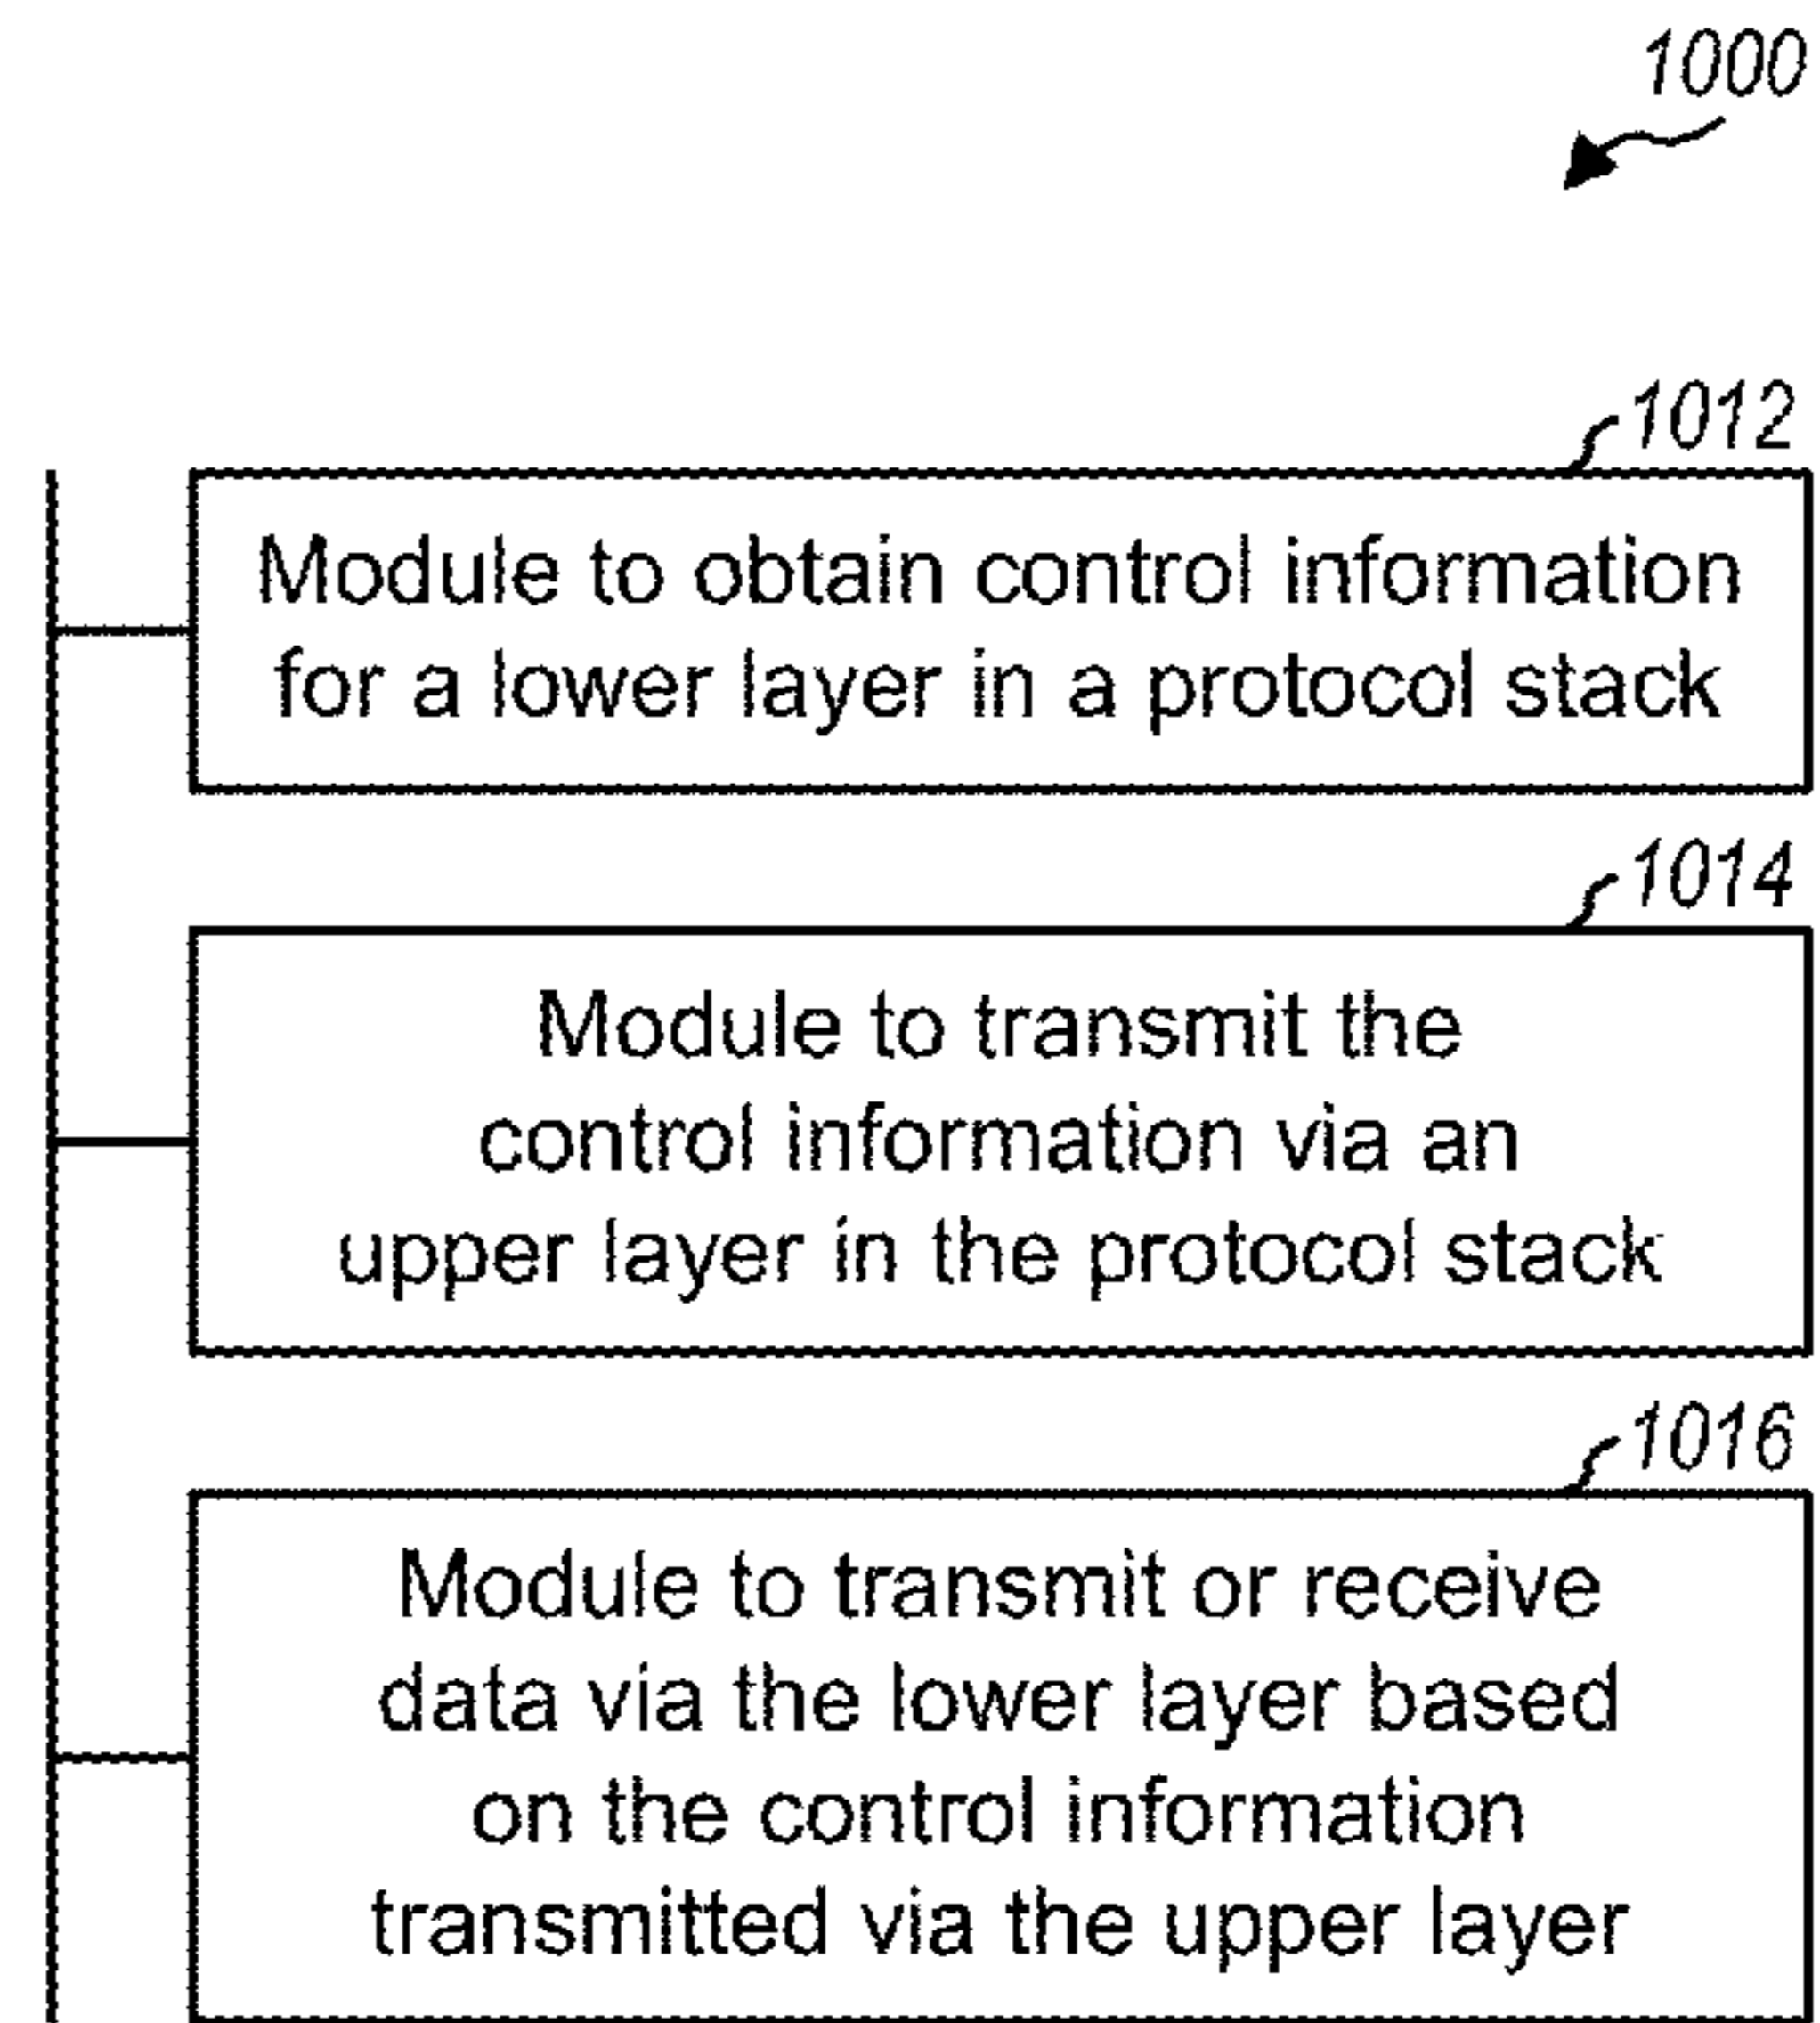 1000
1012
Module to obtain control information
for a lower layer in a protocol stack
1014
Module to transmit the
control information via an
upper layer in the protocol stack
1016
Module to transmit or receive
data via the lower layer based
on the control information
transmitted via the upper layer